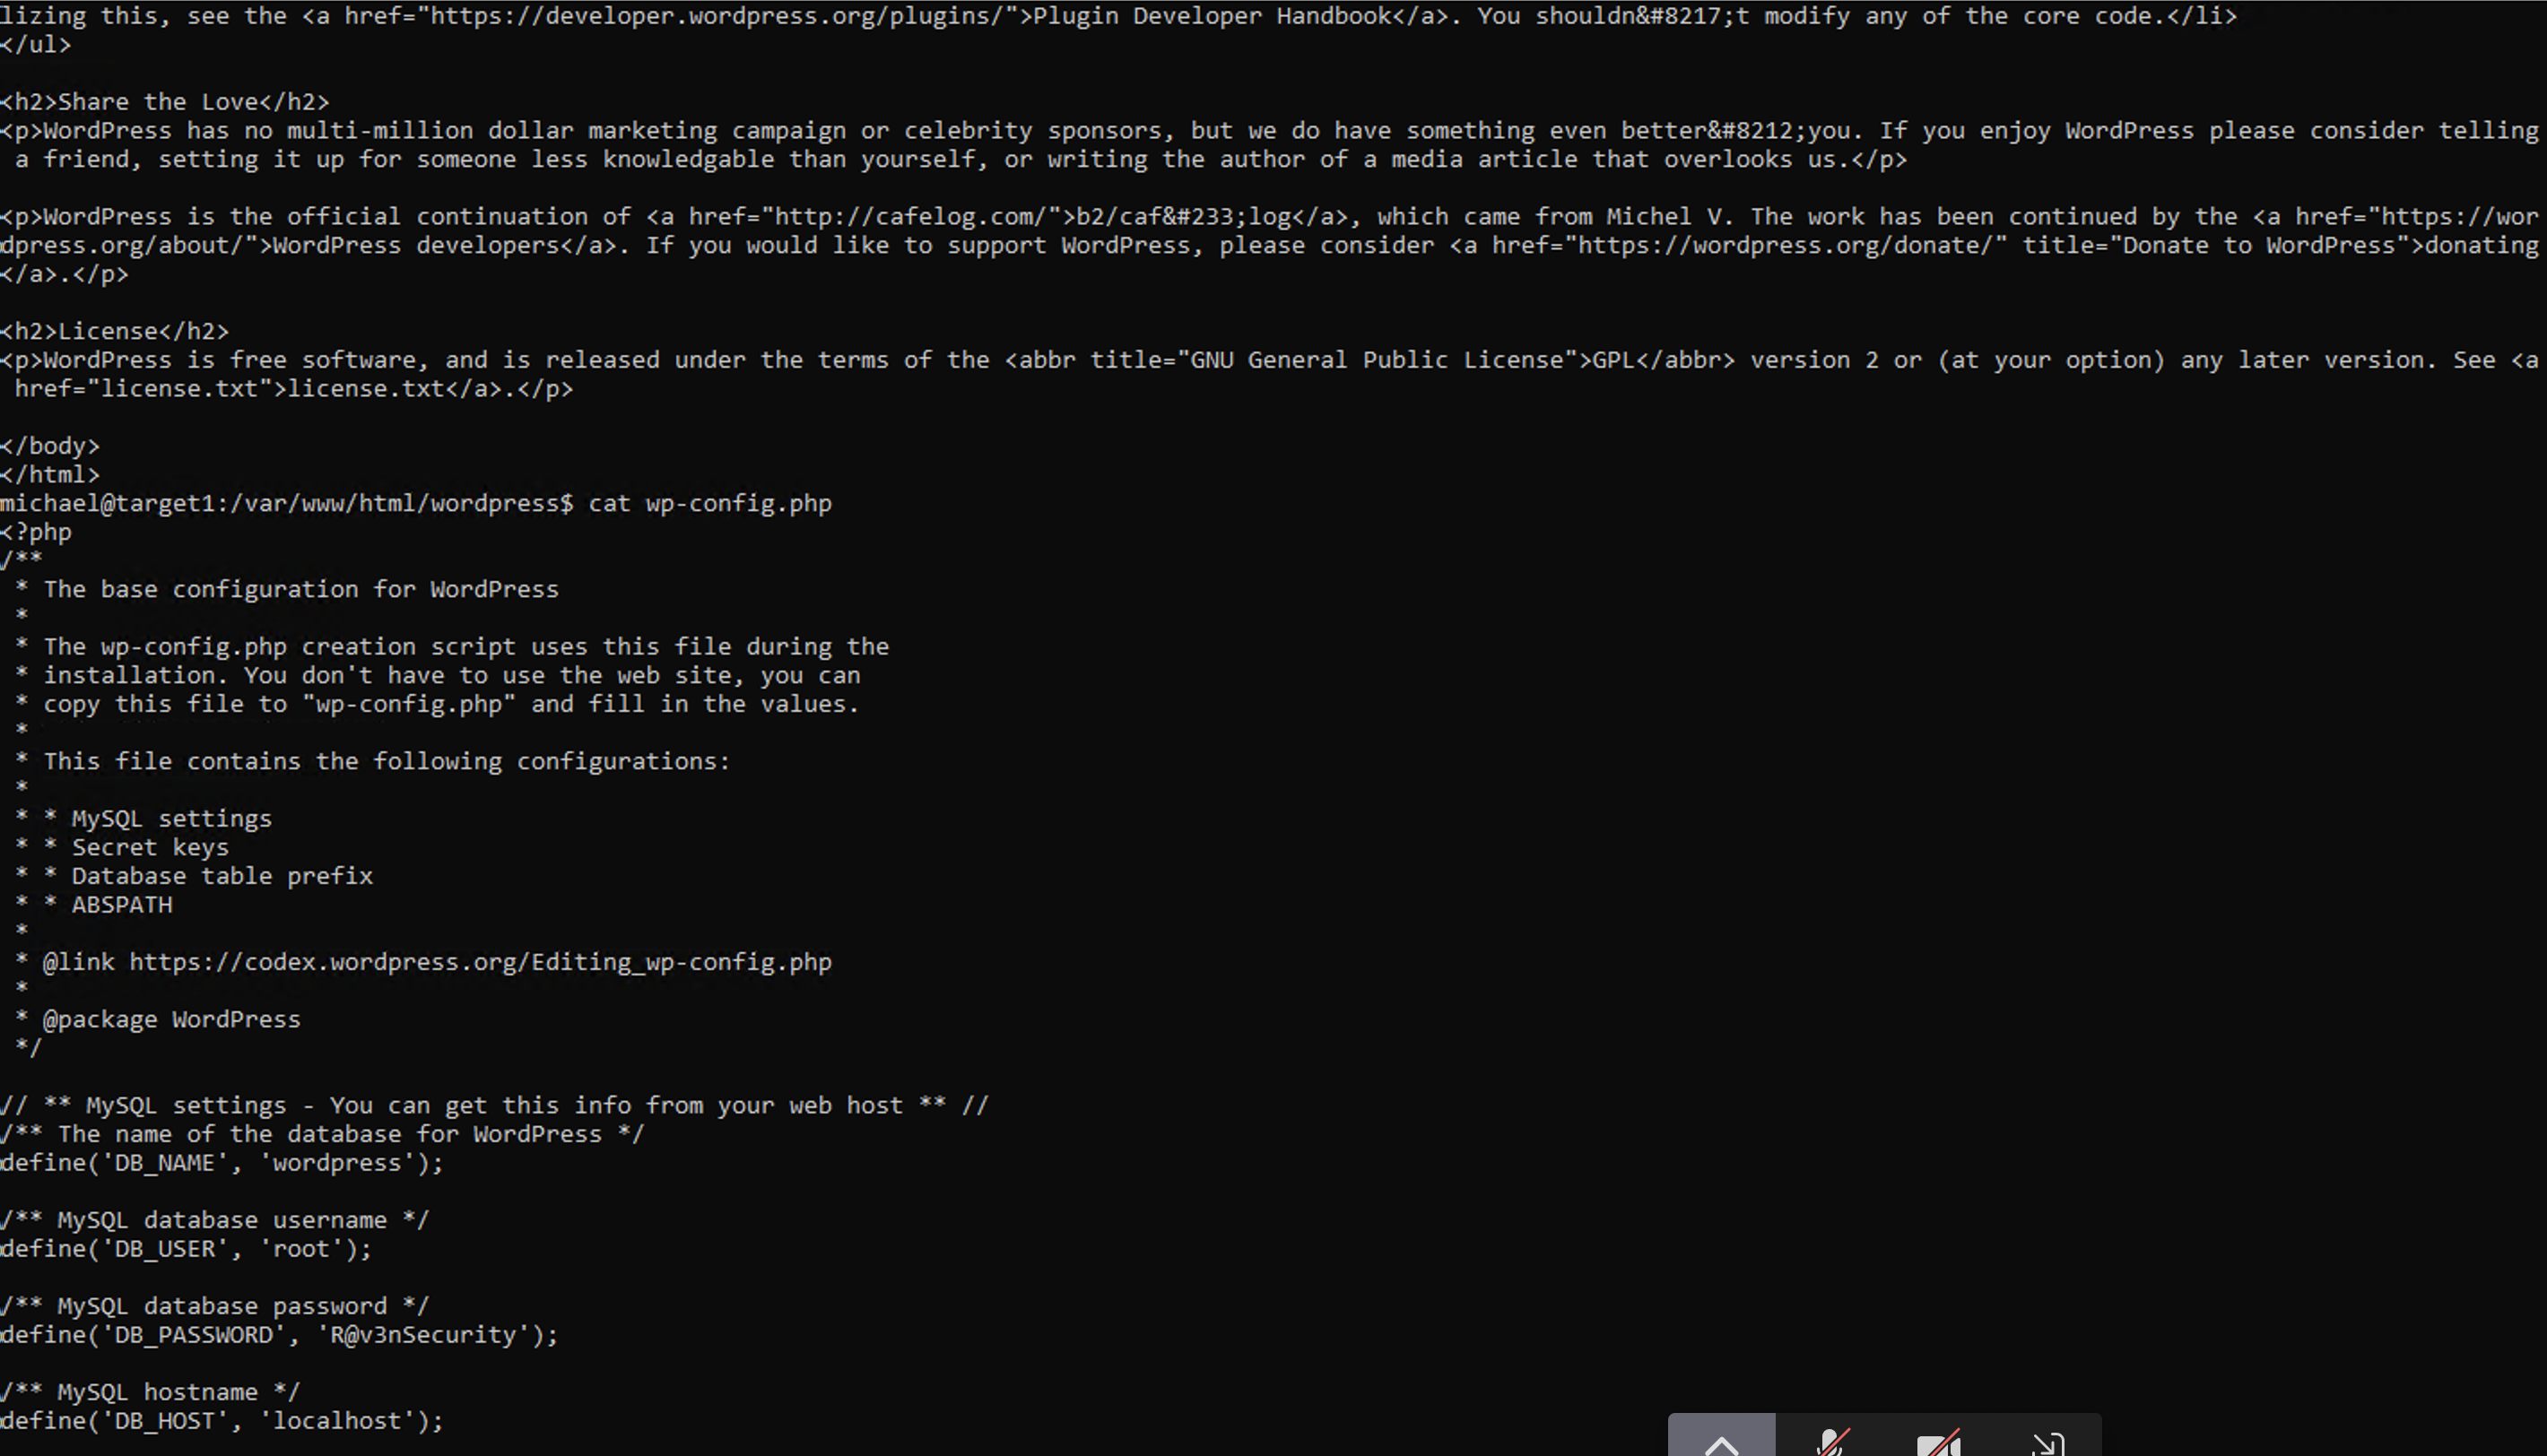 lizing this, see the <a href="https://developer.wordpress.org/plugins/">Plugin Developer Handbook</a>. You shouldn&#8217;t modify any of the core code.</li>
</ul>
<h2>Share the Love</h2>
<p>WordPress has no multi-million dollar marketing campaign or celebrity sponsors, but we do have something even better&#8212;you. If you enjoy WordPress please consider telling
a friend, setting it up for someone less knowledgable than yourself, or writing the author of a media article that overlooks us.</p>
<p>WordPress is the official continuation of <a href="http://cafelog.com/">b2/caf&#233;log</a>, which came from Michel V. The work has been continued by the <a href="https://wor
dpress.org/about/">WordPress developers</a>. If you would like to support WordPress, please consider <a href="https://wordpress.org/donate/" title="Donate to WordPress">donating
</a>.</p>
<h2>License</h2>
<p>WordPress is free software, and is released under the terms of the <abbr title="GNU General Public License">GPL</abbr> version 2 or (at your option) any later version. See <a
href="license.txt">license.txt</a>.</p>
</body>
</html>
michael@target1:/var/www/html/wordpress$ cat wp-config.php
<?php
/**
* The base configuration for WordPress
*
* The wp-config.php creation script uses this file during the
* installation. You don't have to use the web site, you can
* copy this file to "wp-config.php" and fill in the values.
*
* This file contains the following configurations:
*
* * MySQL settings
* * Secret keys
* * Database table prefix
* * ABSPATH
*
* @link https://codex.wordpress.org/Editing_wp-config.php
*
* @package WordPress
*/
// ** MySQL settings - You can get this info from your web host ** //
/** The name of the database for WordPress */
define('DB_NAME', 'wordpress');
/** MySQL database username */
define('DB_USER', 'root');
/** MySQL database password */
define('DB_PASSWORD', 'R@v3nSecurity');
/** MySQL hostname */
define('DB_HOST', 'localhost');